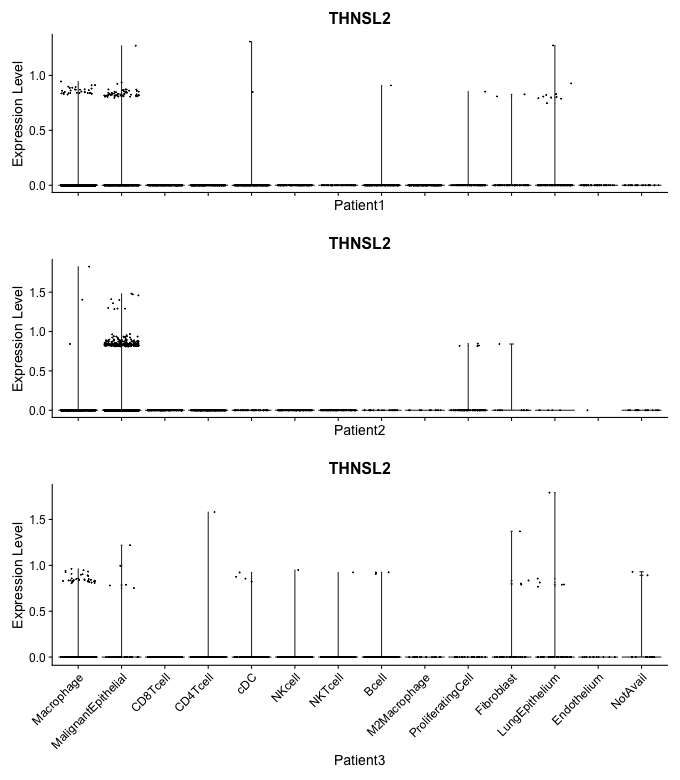 THNSL2
Expression Level
1.0
0.5
0.0
Patient1
THNSL2
Expression Level
1.5
1.0
0.5
0.0
Patient2
THNSL2
Expression Level
1.5
1.0
0.5
0.0
Macrophage
MalignantEpithelial
CD8Tcell
CD4Tcell
cDC
NKcell
NKTcell
Bcell
M2Macrophage
ProliferatingCell
Fibroblast
LungEpithelium
Endothelium
NotAvail
Patient3